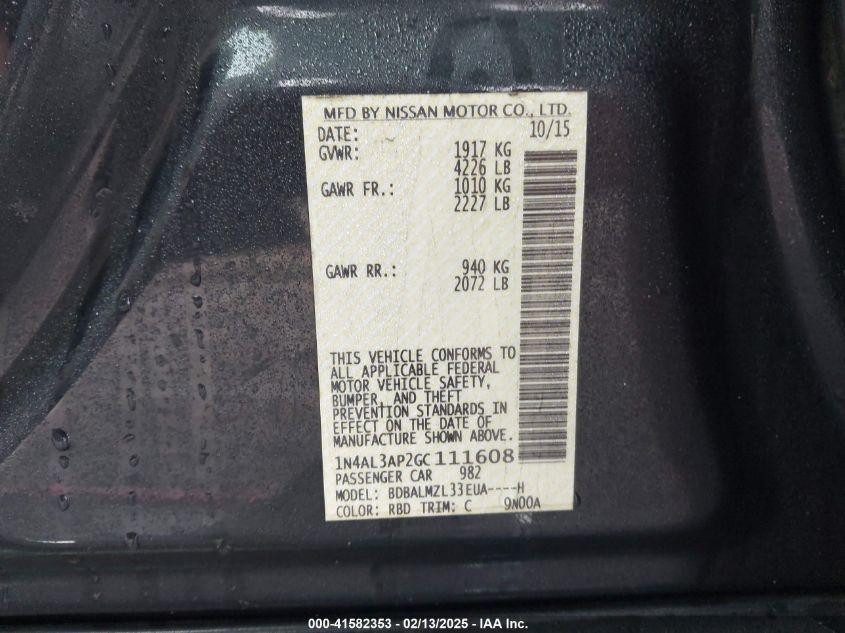 MFD BY NISSAN MOTOR CO., LTD.
DATE: 10/15
GVWR: 1917 KG
4226 LB
GAWR FR.: 1010 KG
2227 LB
GAWR RR.: 940 KG
2072 LB
THIS VEHICLE CONFORMS TO
ALL APPLICABLE FEDERAL
MOTOR VEHICLE SAFETY,
BUMPER, AND THEFT
PREVENTION STANDARDS IN
EFFECT ON THE DATE OF
MANUFACTURE SHOWN ABOVE.
1N4AL3AP2GC111608
PASSENGER CAR 982
MODEL: BDBALMZL33EUA----H
COLOR: RBD TRIM: C 9N00A
000-41582353 - 02/13/2025 - IAA Inc.